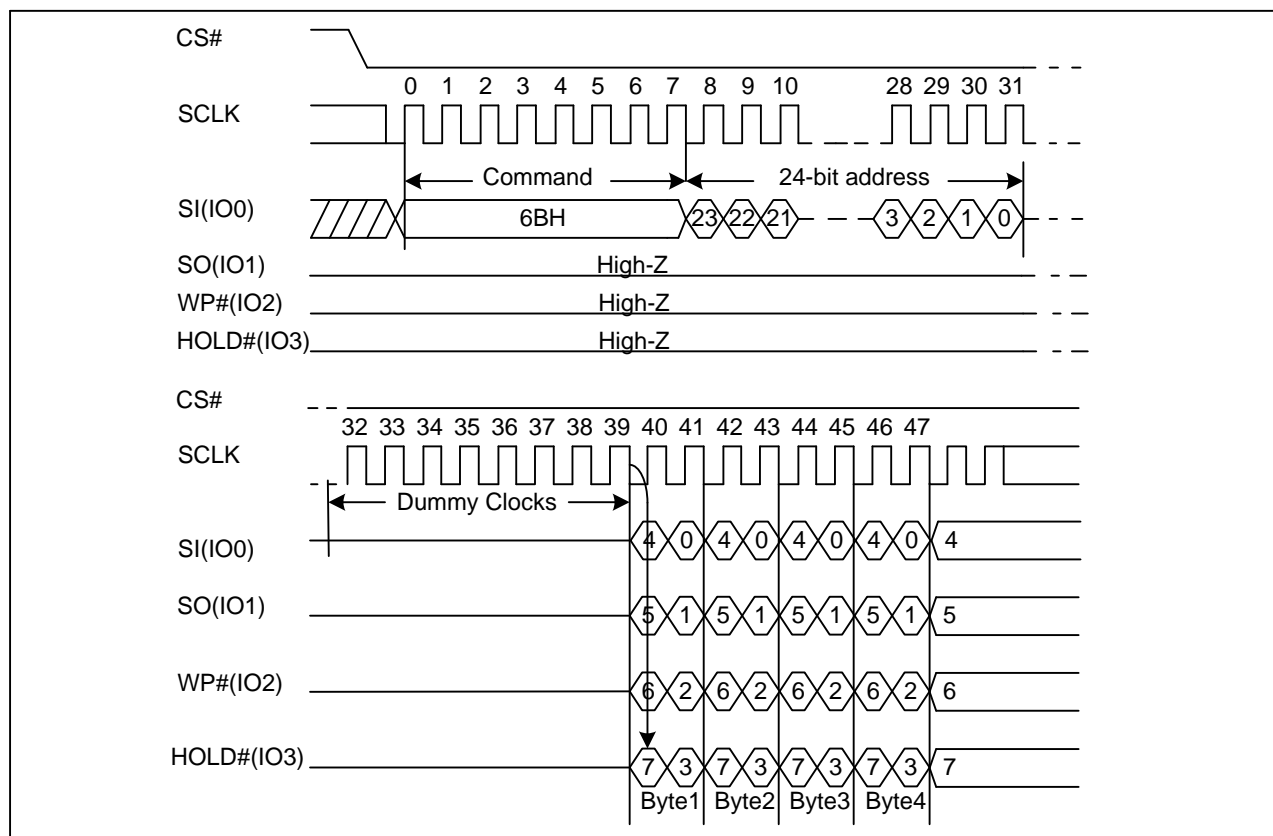 CS#
0 1 2 3 4 5 6 7 8 9 10 28 29 30 31
SCLK
Command 24-bit address
SI(IO0) 6BH 23 22 21 3 2 1 0
SO(IO1) High-Z
WP#(IO2) High-Z
HOLD#(IO3) High-Z
CS#
32 33 34 35 36 37 38 39 40 41 42 43 44 45 46 47
SCLK
Dummy Clocks
SI(IO0) 4 0 4 0 4 0 4 0 4
SO(IO1) 5 1 5 1 5 1 5 1 5
WP#(IO2) 6 2 6 2 6 2 6 2 6
HOLD#(IO3) 7 3 7 3 7 3 7 3 7
Byte1 Byte2 Byte3 Byte4